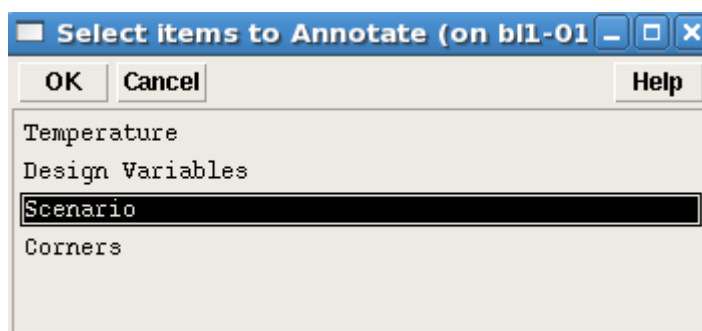 Select items to Annotate (on bl1-01
OK Cancel Help
Temperature
Design Variables
Scenario
Corners